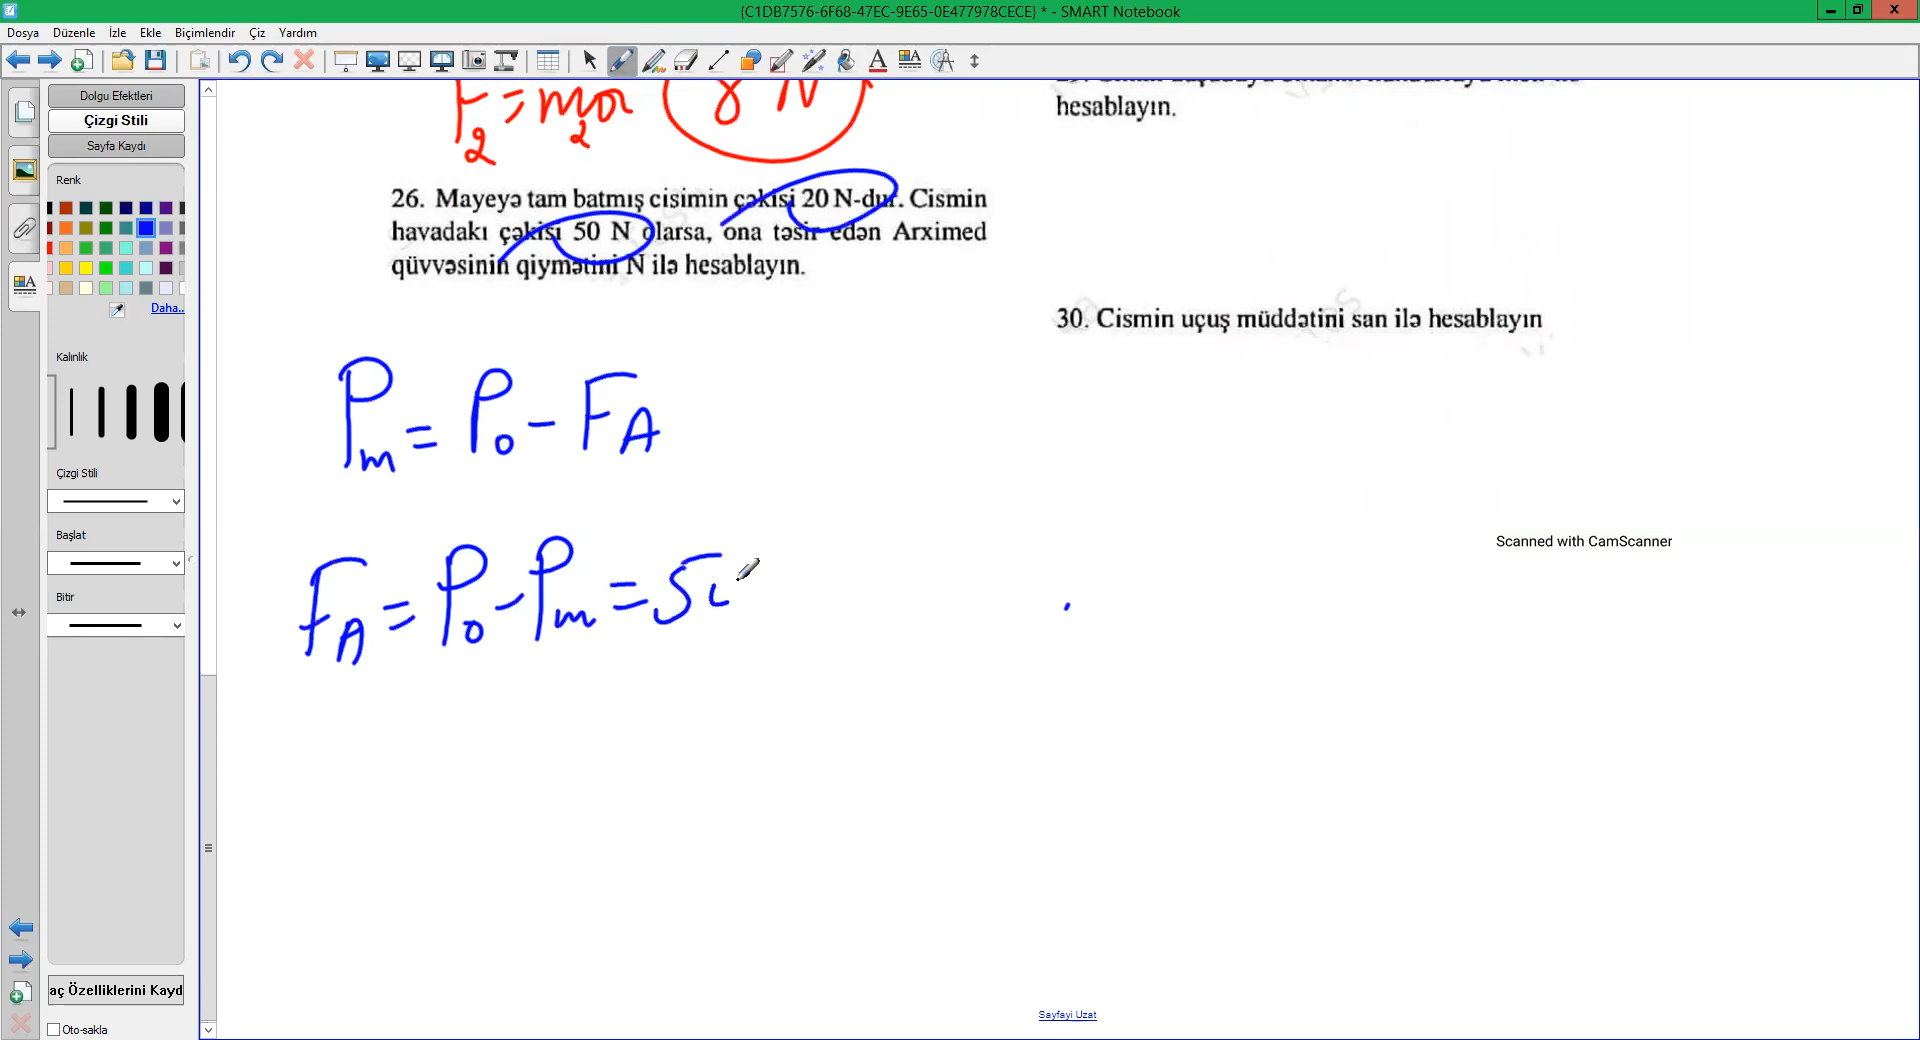 {C1DB7576-6F68-47EC-9E65-0E477978CECE} * - SMART Notebook
Dosya Düzenle İzle Ekle Biçimlendir Çiz Yardım
Dolgu Efektleri
Çizgi Stili
Sayfa Kaydı
Renk
Daha..
Kalınlık
Çizgi Stili
Başlat
Bitir
aç Özelliklerini Kayd
Oto-sakla
F₂ = m₂a 8 N
26. Mayeyə tam batmış cisimin çəkisi 20 N-dur. Cismin
havadakı çəkisi 50 N olarsa, ona təsir edən Arximed
qüvvəsinin qiymətini N ilə hesablayın.
Pm = P₀ - FA
FA = P₀ - Pm = 5
hesablayın.
30. Cismin uçuş müddətini san ilə hesablayın
Scanned with CamScanner
Sayfayi Uzat